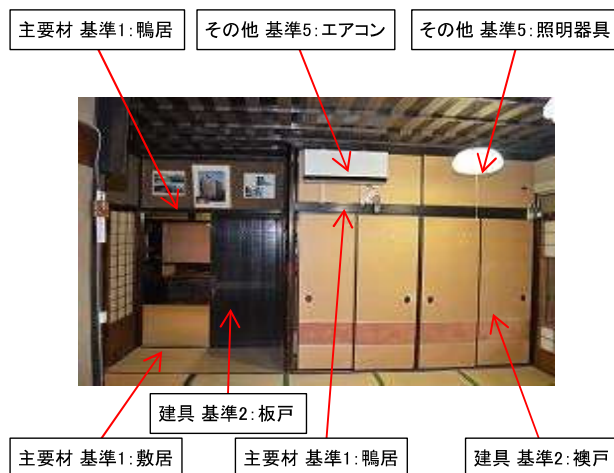 主要材 基準1:鴨居
その他 基準5:エアコン
その他 基準5:照明器具
建具 基準2:板戸
主要材 基準1:敷居
主要材 基準1:鴨居
建具 基準2:襖戸